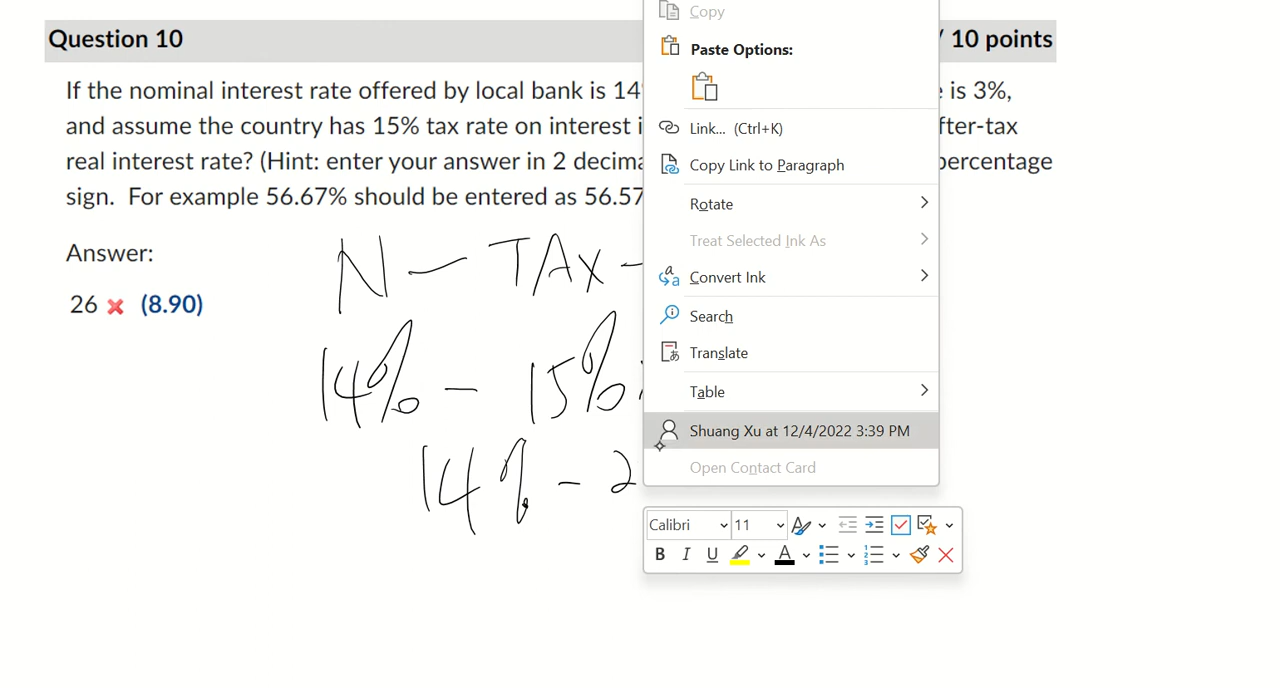 Question 10
/ 10 points
If the nominal interest rate offered by local bank is 14
e is 3%,
and assume the country has 15% tax rate on interest i
fter-tax
real interest rate? (Hint: enter your answer in 2 decima
percentage
sign. For example 56.67% should be entered as 56.57
Answer:
26 (8.90)
N - TAX -
14% - 15%
14% - 2
Copy
Paste Options:
Link... (Ctrl+K)
Copy Link to Paragraph
Rotate
Treat Selected Ink As
Convert Ink
Search
Translate
Table
Shuang Xu at 12/4/2022 3:39 PM
Open Contact Card
Calibri 11
B I U A